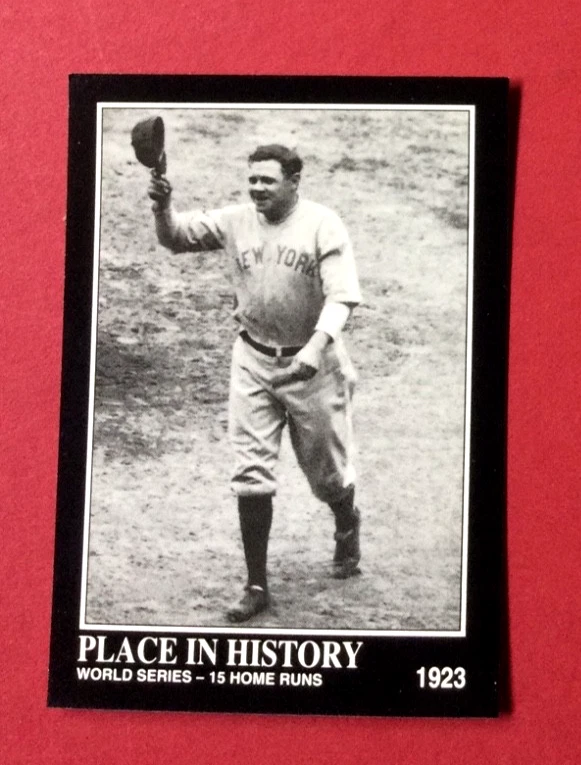 NEW YORK
PLACE IN HISTORY
WORLD SERIES – 15 HOME RUNS
1923